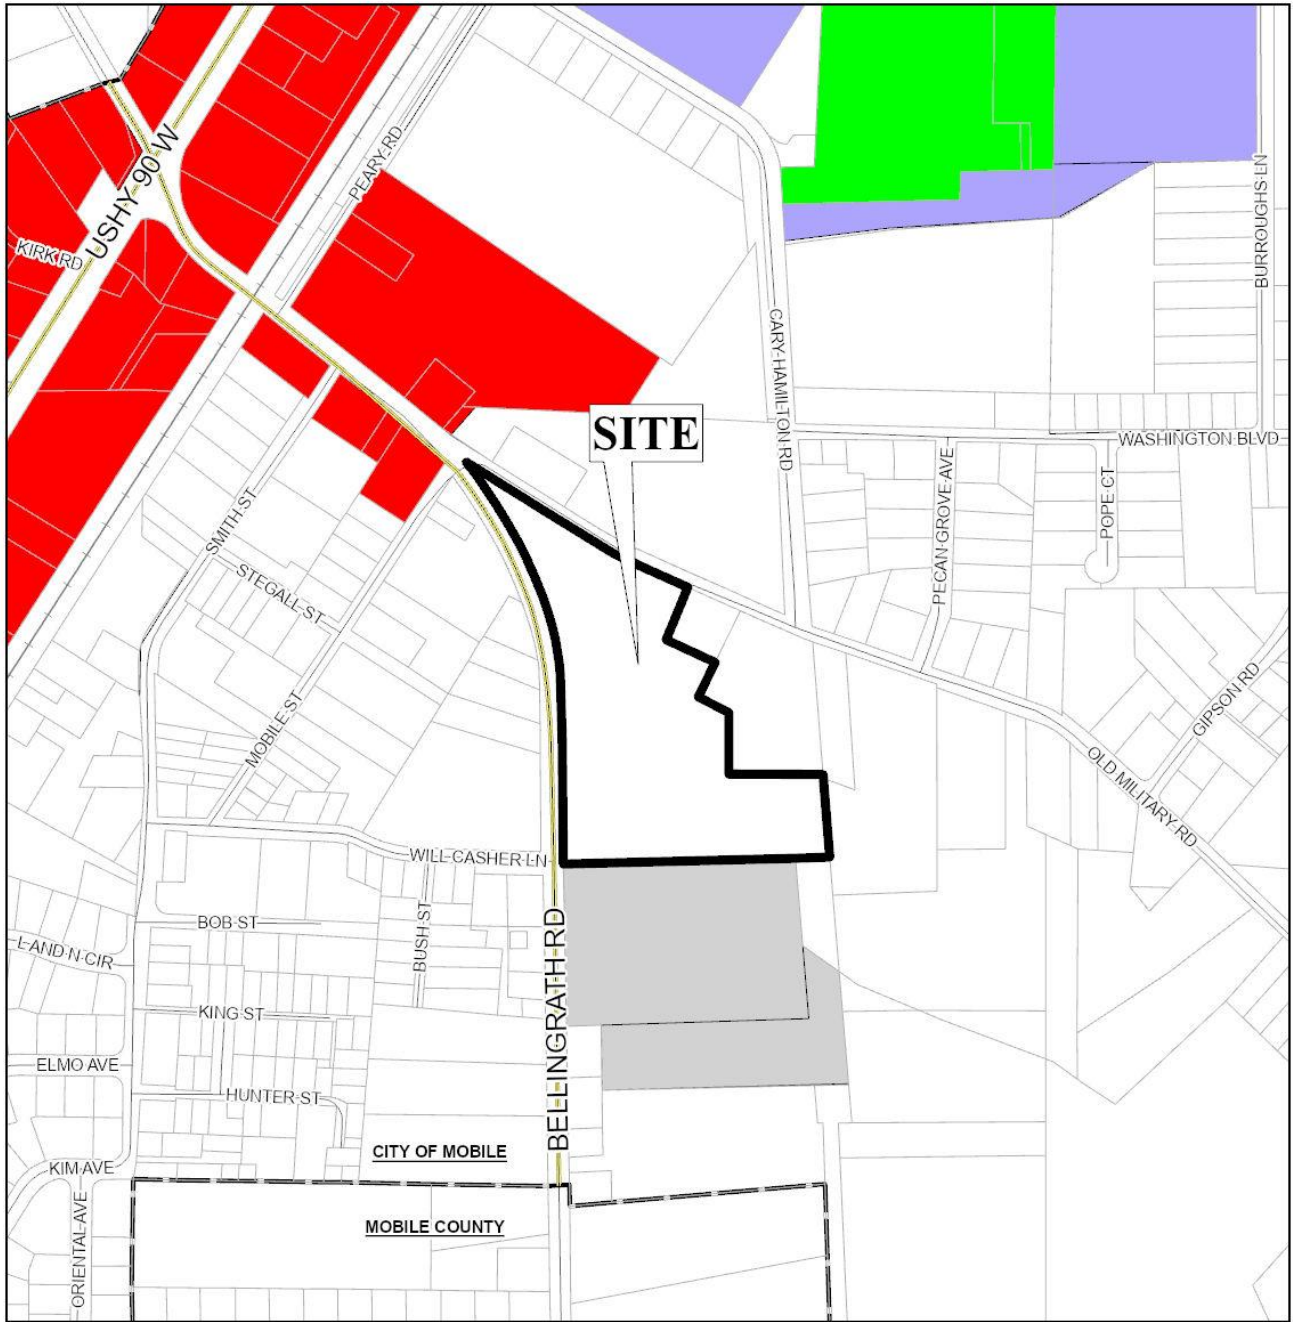 USHY 90 W
PEARY RD
KIRK RD
BURROUGHS LN
CARY HAMILTON RD
SITE
WASHINGTON BLVD
SMITH ST
PECAN GROVE AVE
POPE CT
STEGALL ST
GIPSON RD
MOBILE ST
OLD MILITARY RD
WILL CASHER LN
BOB ST
BUSH ST
L AND N CIR
BELLINGRATH RD
KING ST
ELMO AVE
HUNTER ST
CITY OF MOBILE
KIM AVE
ORIENTAL AVE
MOBILE COUNTY